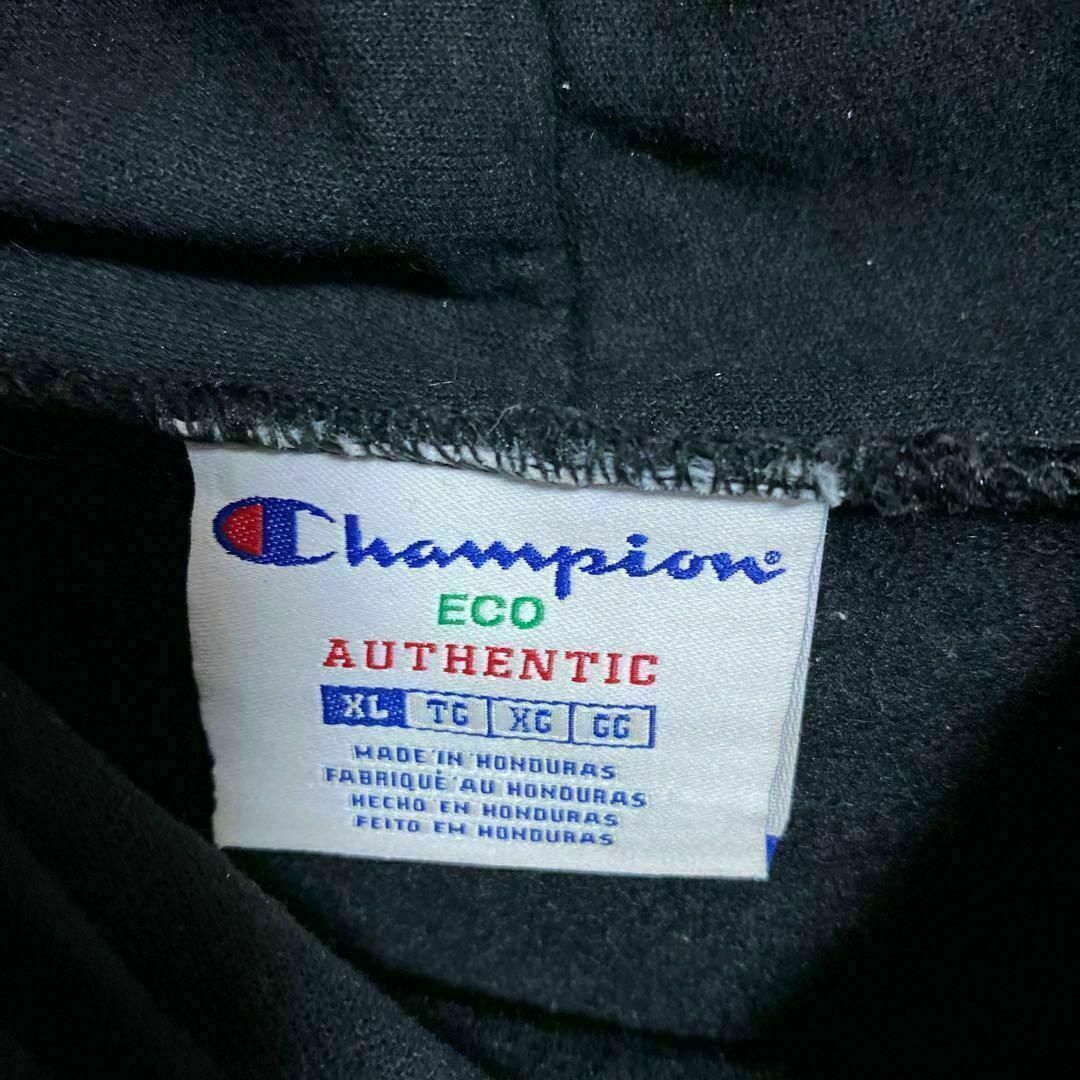 Champion®
ECO
AUTHENTIC
XL TG XG GG
MADE IN HONDURAS
FABRIQUÉ AU HONDURAS
HECHO EN HONDURAS
FEITO EM HONDURAS